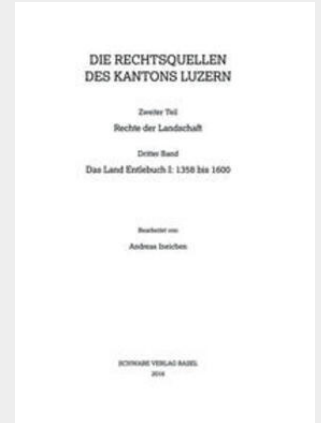 DIE RECHTSQUELLEN
DES KANTONS LUZERN
Zweiter Teil
Rechte der Landschaft
Dritter Band
Das Land Entlebuch I: 1358 bis 1600
Bearbeitet von
Andreas Ineichen
SCHWABE VERLAG BASEL
2016